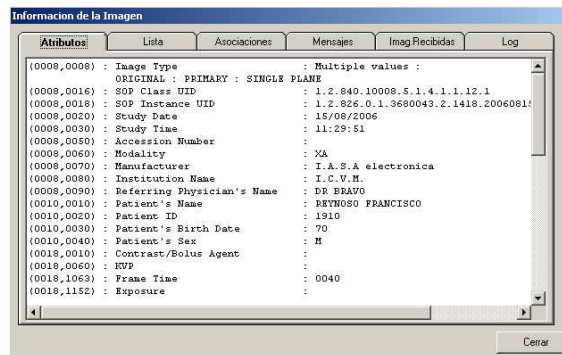 Informacion de la Imagen
Atributos Lista Asociaciones Mensajes Imag.Recibidas Log
(0008,0008) : Image Type : Multiple values :
ORIGINAL : PRIMARY : SINGLE PLANE
(0008,0016) : SOP Class UID : 1.2.840.10008.5.1.4.1.1.12.1
(0008,0018) : SOP Instance UID : 1.2.826.0.1.3680043.2.1418.2006081
(0008,0020) : Study Date : 15/08/2006
(0008,0030) : Study Time : 11:29:51
(0008,0050) : Accession Number :
(0008,0060) : Modality : XA
(0008,0070) : Manufacturer : I.A.S.A electronica
(0008,0080) : Institution Name : I.C.V.M.
(0008,0090) : Referring Physician's Name : DR BRAVO
(0010,0010) : Patient's Name : REYNOSO FRANCISCO
(0010,0020) : Patient ID : 1910
(0010,0030) : Patient's Birth Date : 70
(0010,0040) : Patient's Sex : M
(0018,0010) : Contrast/Bolus Agent :
(0018,0060) : KVP :
(0018,1063) : Frame Time : 0040
(0018,1152) : Exposure :
Cerrar